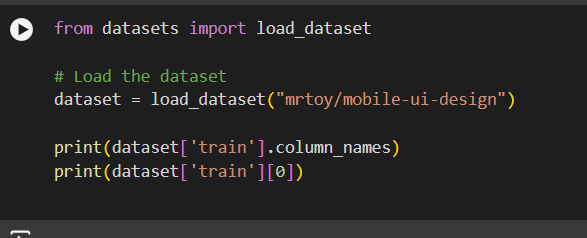 from datasets import load_dataset
# Load the dataset
dataset = load_dataset("mrtoy/mobile-ui-design")
print(dataset['train'].column_names)
print(dataset['train'][0])